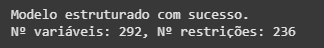 Modelo estruturado com sucesso.
Nº variáveis: 292, Nº restrições: 236